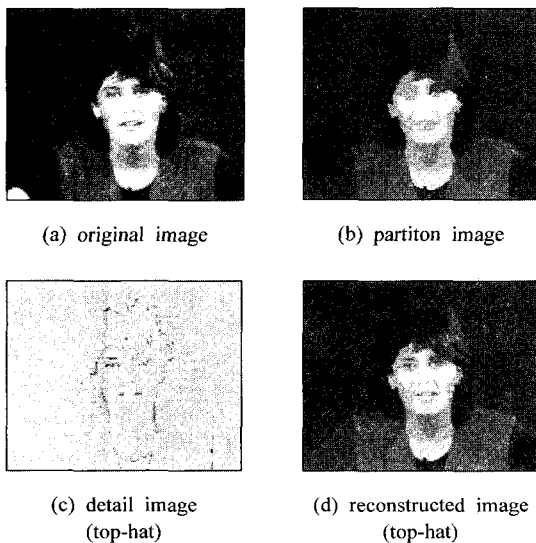 (a) original image
(b) partiton image
(c) detail image
(top-hat)
(d) reconstructed image
(top-hat)